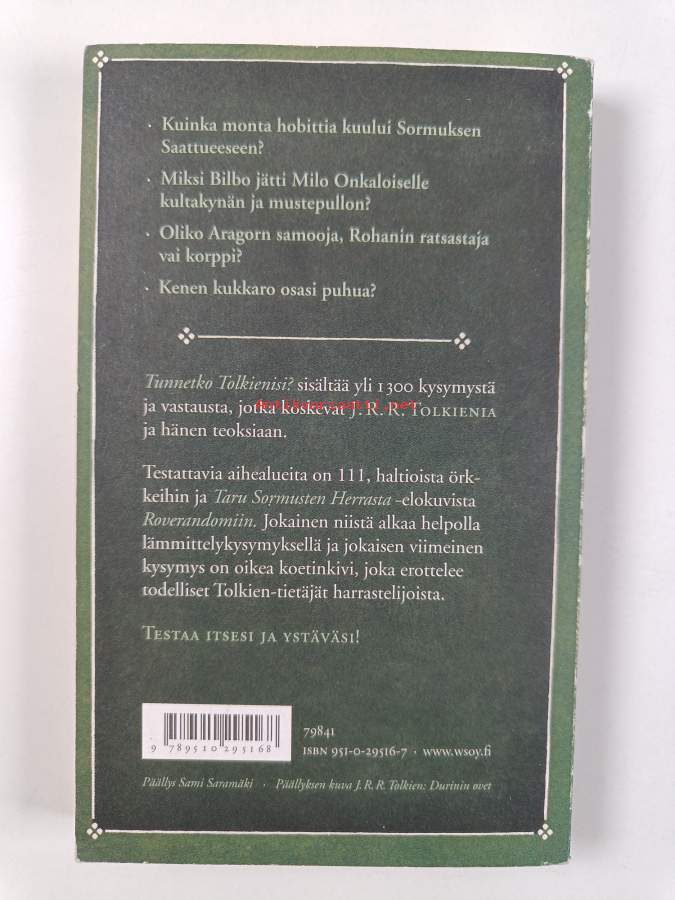 · Kuinka monta hobittia kuului Sormuksen
Saattueeseen?
· Miksi Bilbo jätti Milo Onkaloiselle
kultakynän ja mustepullon?
· Oliko Aragorn samooja, Rohanin ratsastaja
vai korppi?
· Kenen kukkaro osasi puhua?
Tunnetko Tolkienisi? sisältää yli 1300 kysymystä
antikvariaatti.net
ja vastausta, jotka koskevat J. R. R. TOLKIENIA
ja hänen teoksiaan.
Testattavia aihealueita on 111, haltioista örk-
keihin ja Taru Sormusten Herrasta -elokuvista
Roverandomiin. Jokainen niistä alkaa helpolla
lämmittelykysymyksellä ja jokaisen viimeinen
kysymys on oikea koetinkivi, joka erottelee
todelliset Tolkien-tietäjät harrastelijoista.
TESTAA ITSESI JA YSTÄVÄSI!
79841
9 789510 295168
ISBN 951-0-29516-7 · www.wsoy.fi
Päällys Sami Saramäki · Päällyksen kuva J. R. R. Tolkien: Durinin ovet